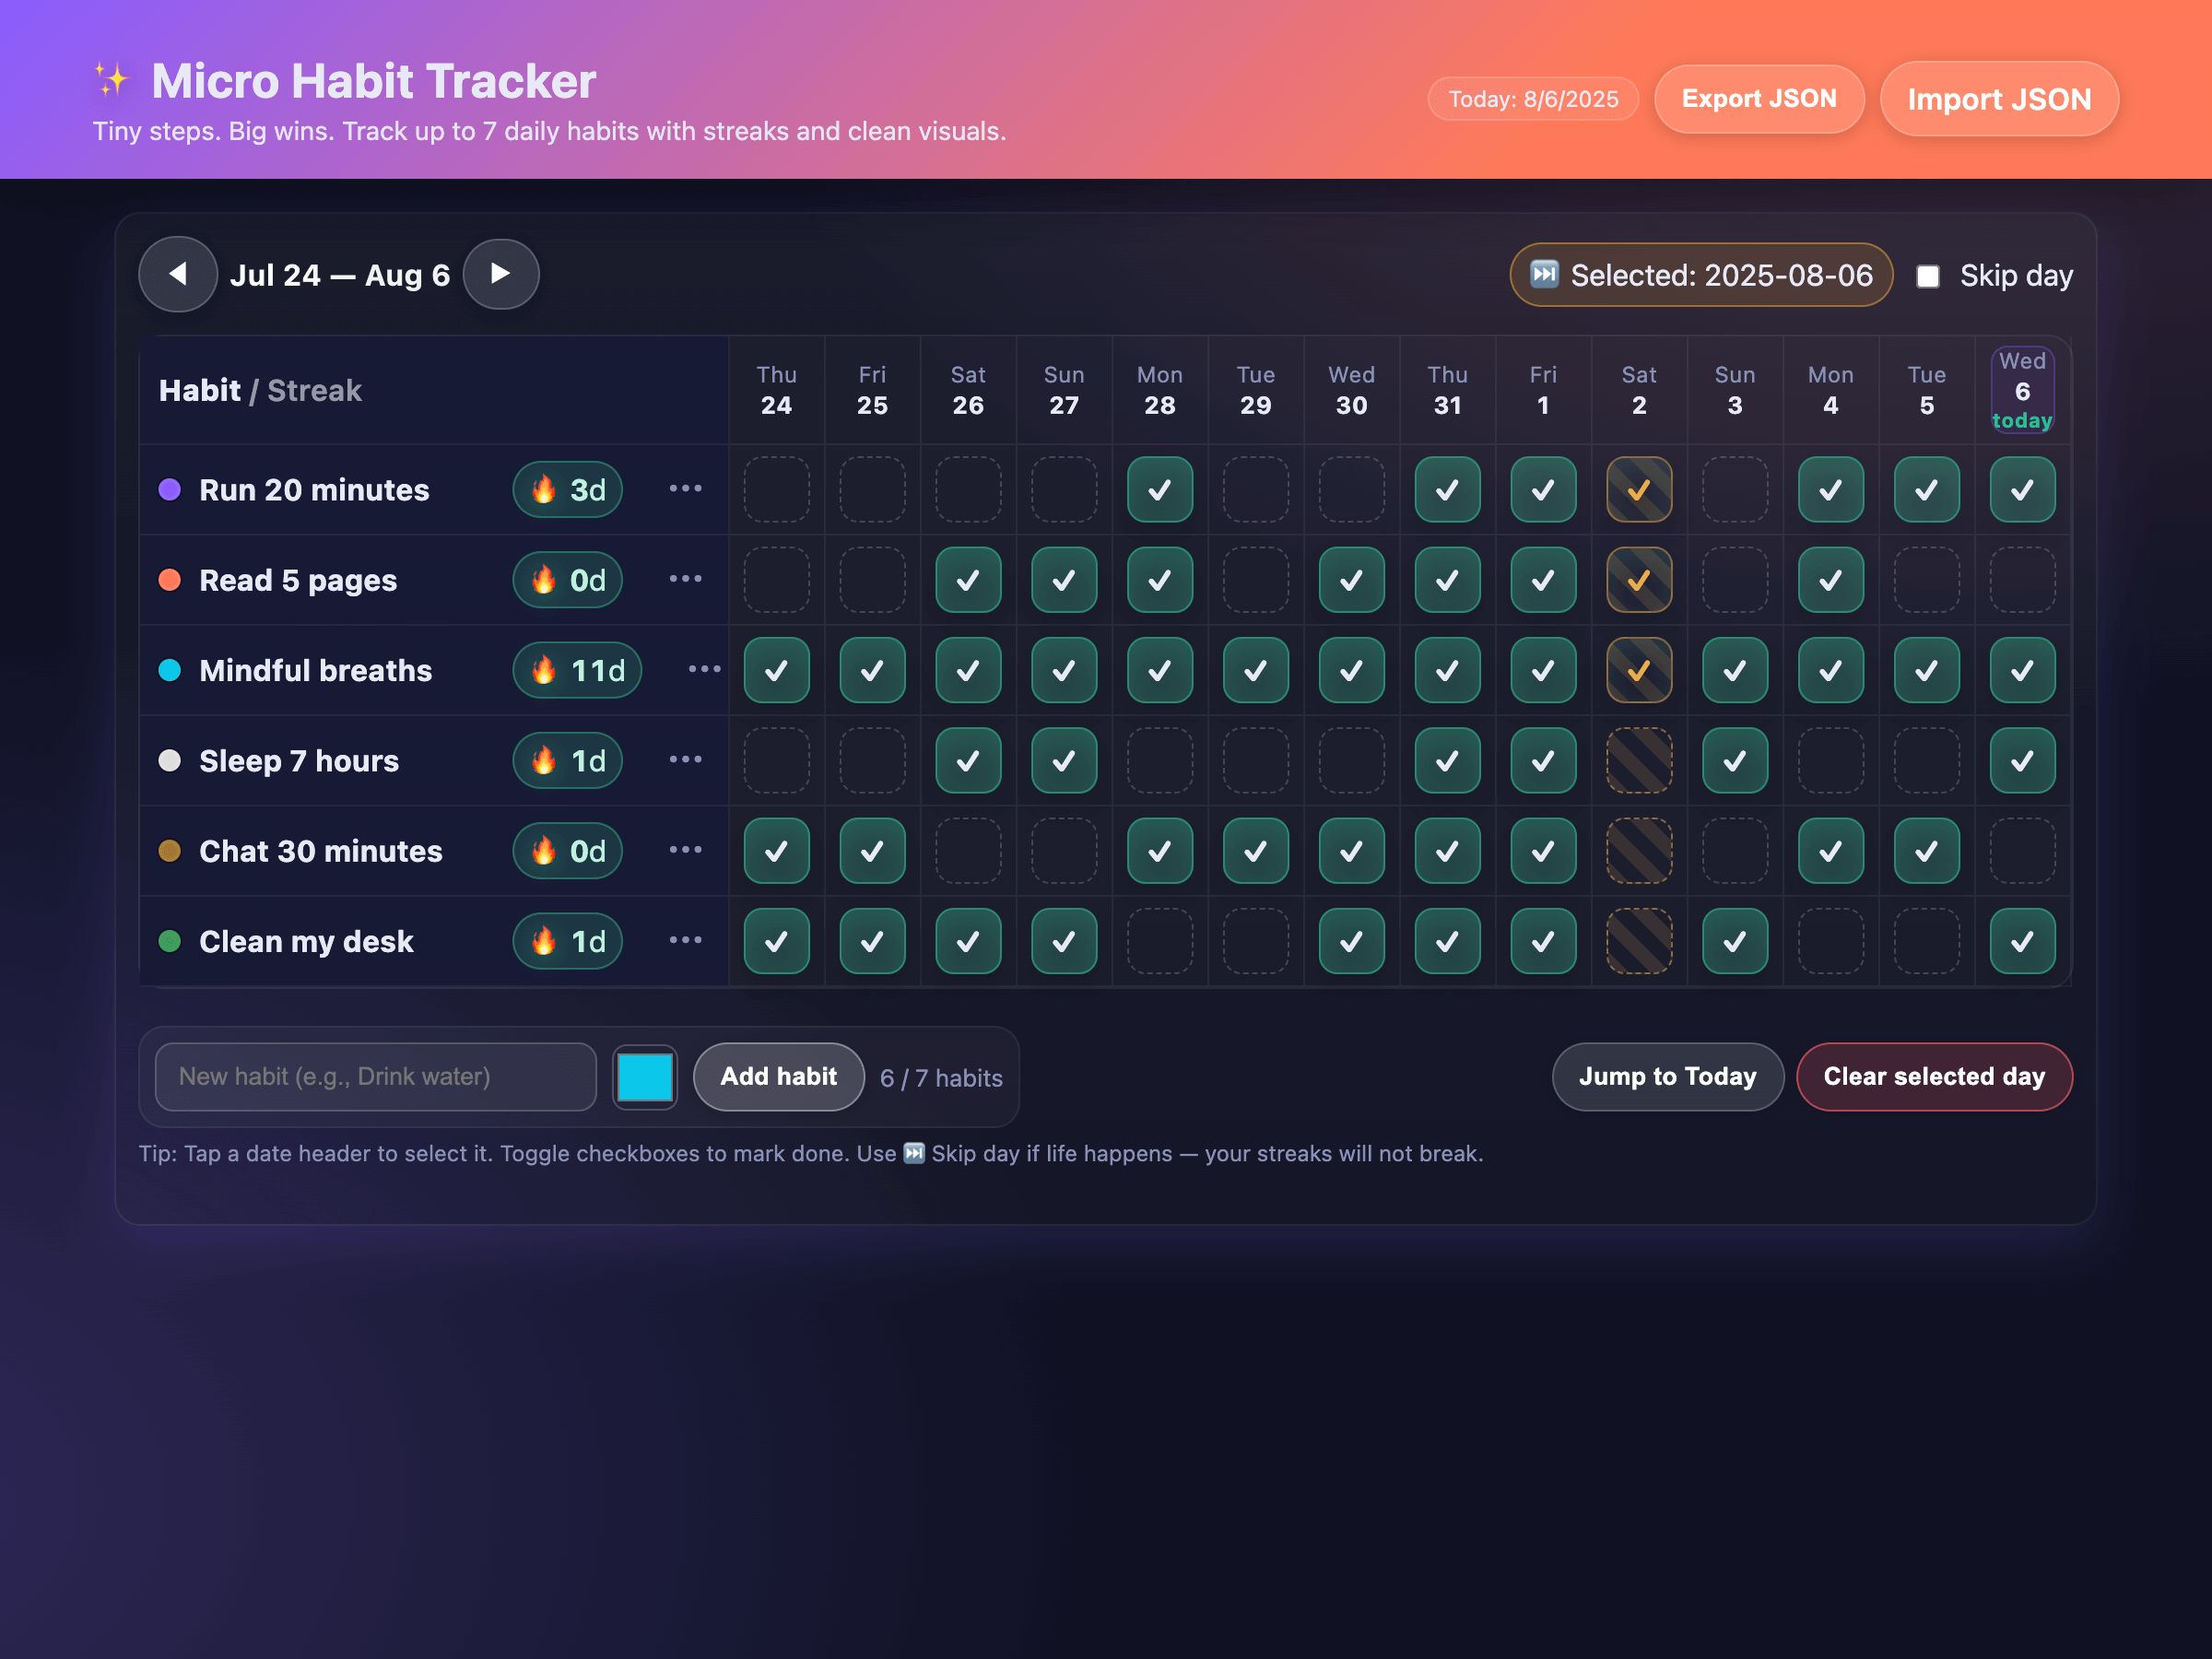 ✨ Micro Habit Tracker
Tiny steps. Big wins. Track up to 7 daily habits with streaks and clean visuals.
Today: 8/6/2025
Export JSON
Import JSON
◀ Jul 24 — Aug 6 ▶
⏭ Selected: 2025-08-06
Skip day
Habit / Streak
Thu 24
Fri 25
Sat 26
Sun 27
Mon 28
Tue 29
Wed 30
Thu 31
Fri 1
Sat 2
Sun 3
Mon 4
Tue 5
Wed 6 today
Run 20 minutes 🔥 3d •••
Read 5 pages 🔥 0d •••
Mindful breaths 🔥 11d •••
Sleep 7 hours 🔥 1d •••
Chat 30 minutes 🔥 0d •••
Clean my desk 🔥 1d •••
New habit (e.g., Drink water)
Add habit
6 / 7 habits
Jump to Today
Clear selected day
Tip: Tap a date header to select it. Toggle checkboxes to mark done. Use ⏭ Skip day if life happens — your streaks will not break.